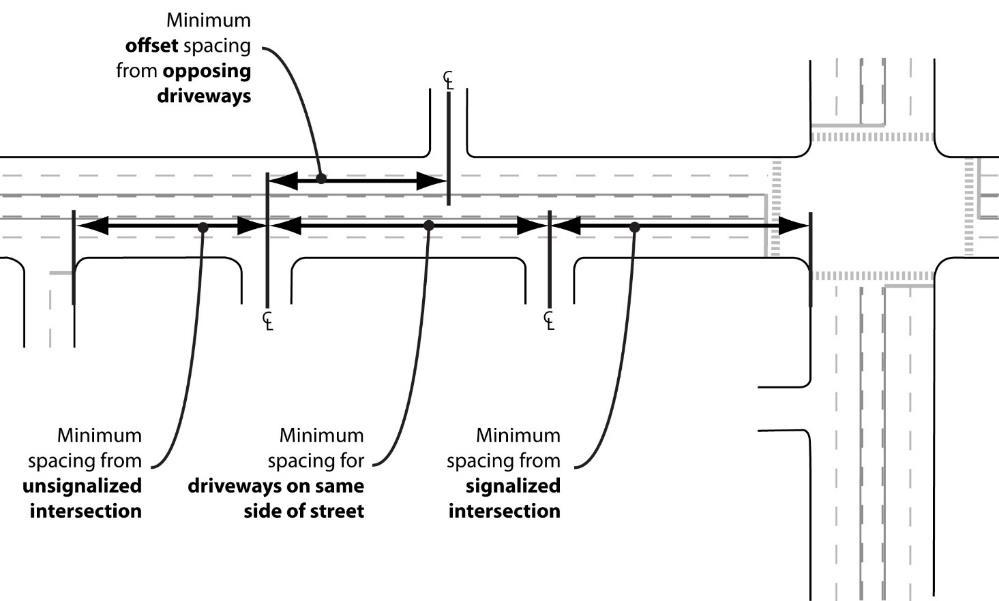 Minimum
offset spacing
from opposing
driveways
℄
℄
℄
Minimum
spacing from
unsignalized
intersection
Minimum
spacing for
driveways on same
side of street
Minimum
spacing from
signalized
intersection